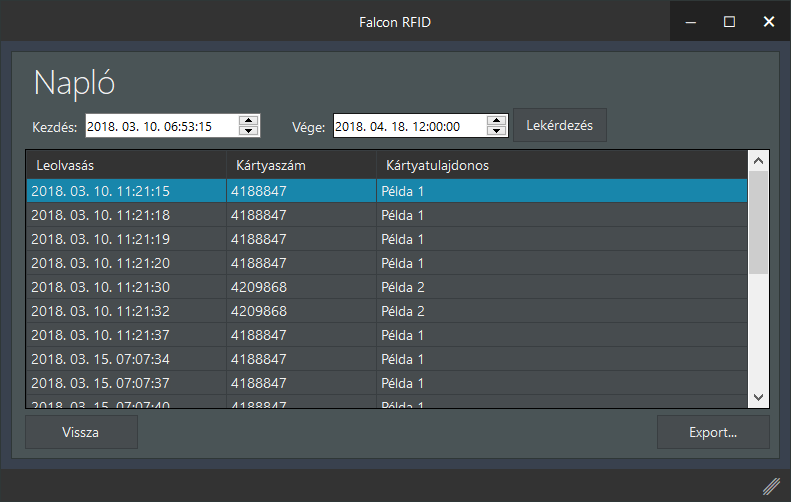 Falcon RFID
Napló
Kezdés: 2018. 03. 10. 06:53:15 Vége: 2018. 04. 18. 12:00:00 Lekérdezés
Leolvasás Kártyaszám Kártyatulajdonos
2018. 03. 10. 11:21:15 4188847 Példa 1
2018. 03. 10. 11:21:18 4188847 Példa 1
2018. 03. 10. 11:21:19 4188847 Példa 1
2018. 03. 10. 11:21:20 4188847 Példa 1
2018. 03. 10. 11:21:30 4209868 Példa 2
2018. 03. 10. 11:21:32 4209868 Példa 2
2018. 03. 10. 11:21:37 4188847 Példa 1
2018. 03. 15. 07:07:34 4188847 Példa 1
2018. 03. 15. 07:07:37 4188847 Példa 1
2018. 03. 15. 07:07:40 4188847 Példa 1
Vissza Export...